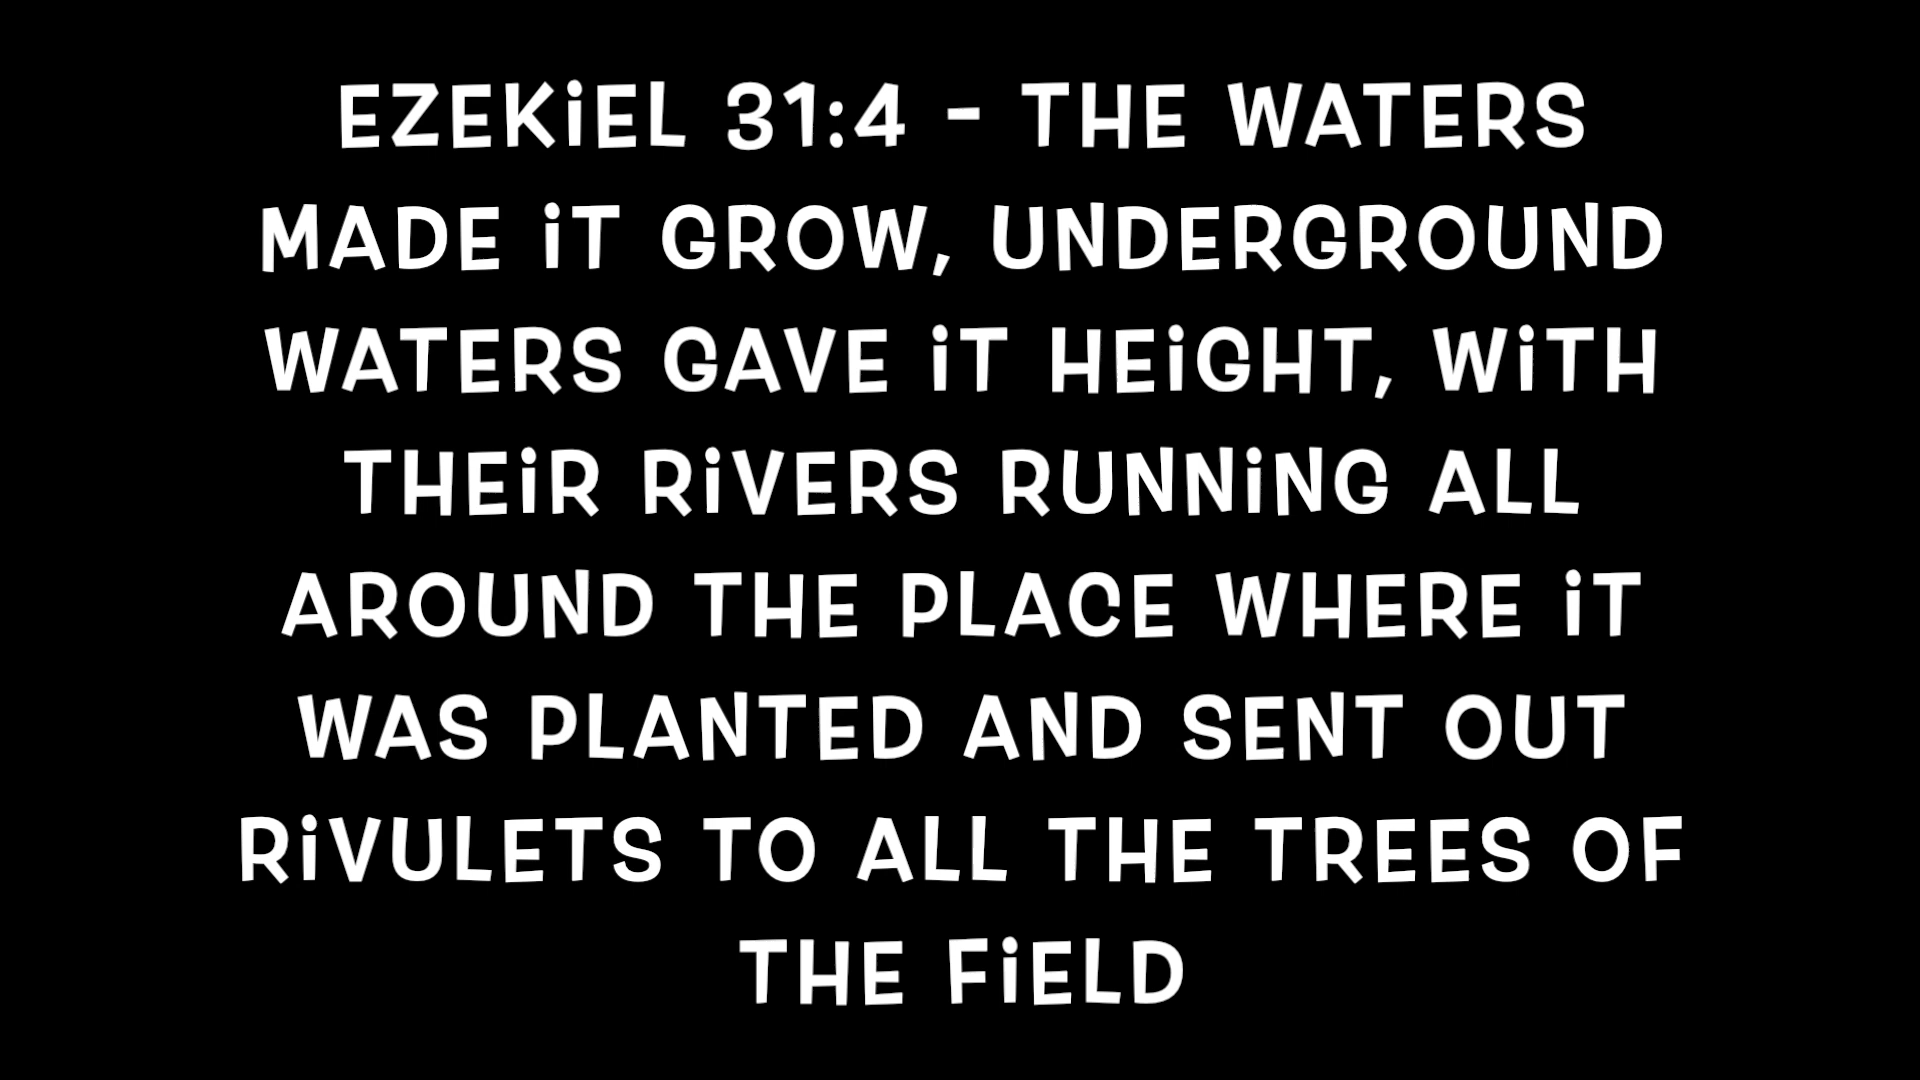 EZEKiEL 31:4 - THE WATERS
MADE iT GROW, UNDERGROUND
WATERS GAVE iT HEiGHT, WiTH
THEiR RiVERS RUNNiNG ALL
AROUND THE PLACE WHERE iT
WAS PLANTED AND SENT OUT
RiVULETS TO ALL THE TREES OF
THE FiELD